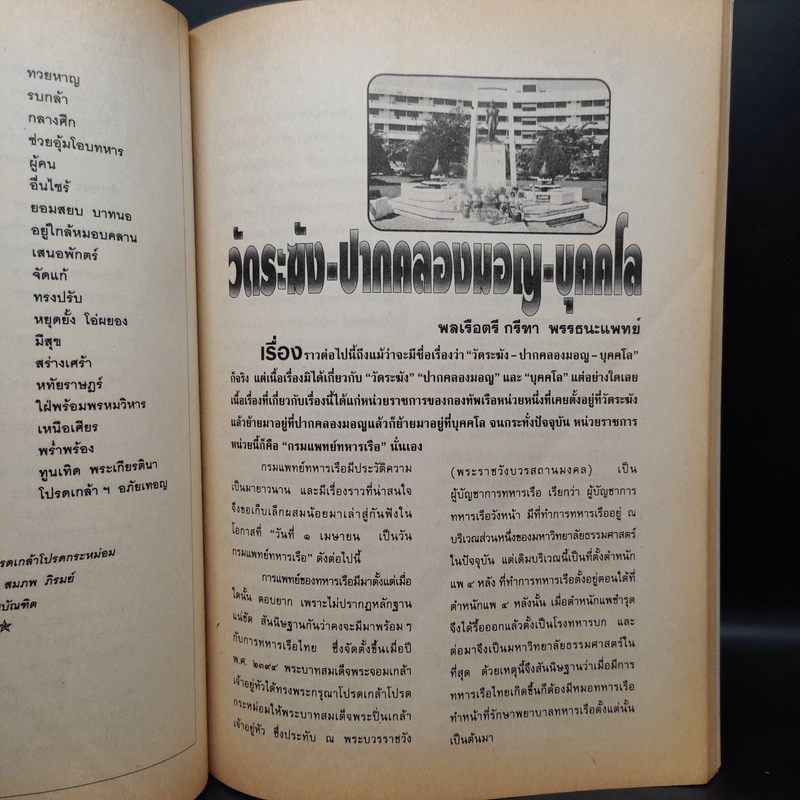 ทวยหาญ
รบกล้า
กลางศึก
ช่วยอุ้มโอบทหาร
ผู้คน
อื่นไซร้
ยอมสยบ บาทนอ
อยู่ใกล้หมอบคลาน
เสนอพักตร์
จัดแก้
ทรงปรับ
หยุดยั้ง โอ่ผยอง
มีสุข
สร่างเศร้า
หทัยราษฎร์
ใฝ่พร้อมพรหมวิหาร
เหนือเศียร
พร่ำพร้อง
ทูนเทิด พระเกียรตินา
โปรดเกล้า ฯ อภัยเทอญ
รดเกล้าโปรดกระหม่อม
สมภพ ภิรมย์
บัณฑิต
วัดระฆัง-ปากคลองมอญ-บุคคโล
พลเรือตรี กรีฑา พรรธนะแพทย์
เรื่องราวต่อไปนี้ถึงแม้ว่าจะมีชื่อเรื่องว่า “วัดระฆัง – ปากคลองมอญ – บุคคโล”
ก็จริง แต่เนื้อเรื่องมิได้เกี่ยวกับ “วัดระฆัง” “ปากคลองมอญ” และ “บุคคโล” แต่อย่างใดเลย
เนื้อเรื่องที่เกี่ยวกับเรื่องนี้ได้แก่หน่วยราชการของกองทัพเรือหน่วยหนึ่งที่เคยตั้งอยู่ที่วัดระฆัง
แล้วย้ายมาอยู่ที่ปากคลองมอญแล้วก็ย้ายมาอยู่ที่บุคคโล จนกระทั่งปัจจุบัน หน่วยราชการ
หน่วยนี้ก็คือ “กรมแพทย์ทหารเรือ” นั่นเอง
กรมแพทย์ทหารเรือมีประวัติความ
เป็นมายาวนาน และมีเรื่องราวที่น่าสนใจ
จึงขอเก็บเล็กผสมน้อยมาเล่าสู่กันฟังใน
โอกาสที่ “วันที่ ๑ เมษายน เป็นวัน
กรมแพทย์ทหารเรือ” ดังต่อไปนี้
การแพทย์ของทหารเรือมีมาตั้งแต่เมื่อ
ใดนั้น ตอบยาก เพราะไม่ปรากฏหลักฐาน
แน่ชัด สันนิษฐานกันว่าคงจะมีมาพร้อม ๆ
กับการทหารเรือไทย ซึ่งจัดตั้งขึ้นเมื่อปี
พ.ศ. ๒๓๙๔ พระบาทสมเด็จพระจอมเกล้า
เจ้าอยู่หัวได้ทรงพระกรุณาโปรดเกล้าโปรด
กระหม่อมให้พระบาทสมเด็จพระปิ่นเกล้า
เจ้าอยู่หัว ซึ่งประทับ ณ พระบวรราชวัง
(พระราชวังบวรสถานมงคล) เป็น
ผู้บัญชาการทหารเรือ เรียกว่า ผู้บัญชาการ
ทหารเรือวังหน้า มีที่ทำการทหารเรืออยู่ ณ
บริเวณส่วนหนึ่งของมหาวิทยาลัยธรรมศาสตร์
ในปัจจุบัน แต่เดิมบริเวณนี้เป็นที่ตั้งตำหนัก
แพ ๔ หลัง ที่ทำการทหารเรือตั้งอยู่ตอนใต้ที่
ตำหนักแพ ๔ หลังนั้น เมื่อตำหนักแพชำรุด
จึงได้รื้อออกแล้วตั้งเป็นโรงทหารบก และ
ต่อมาจึงเป็นมหาวิทยาลัยธรรมศาสตร์ใน
ที่สุด ด้วยเหตุนี้จึงสันนิษฐานว่าเมื่อมีการ
ทหารเรือไทยเกิดขึ้นก็ต้องมีหมอทหารเรือ
ทำหน้าที่รักษาพยาบาลทหารเรือตั้งแต่นั้น
เป็นต้นมา